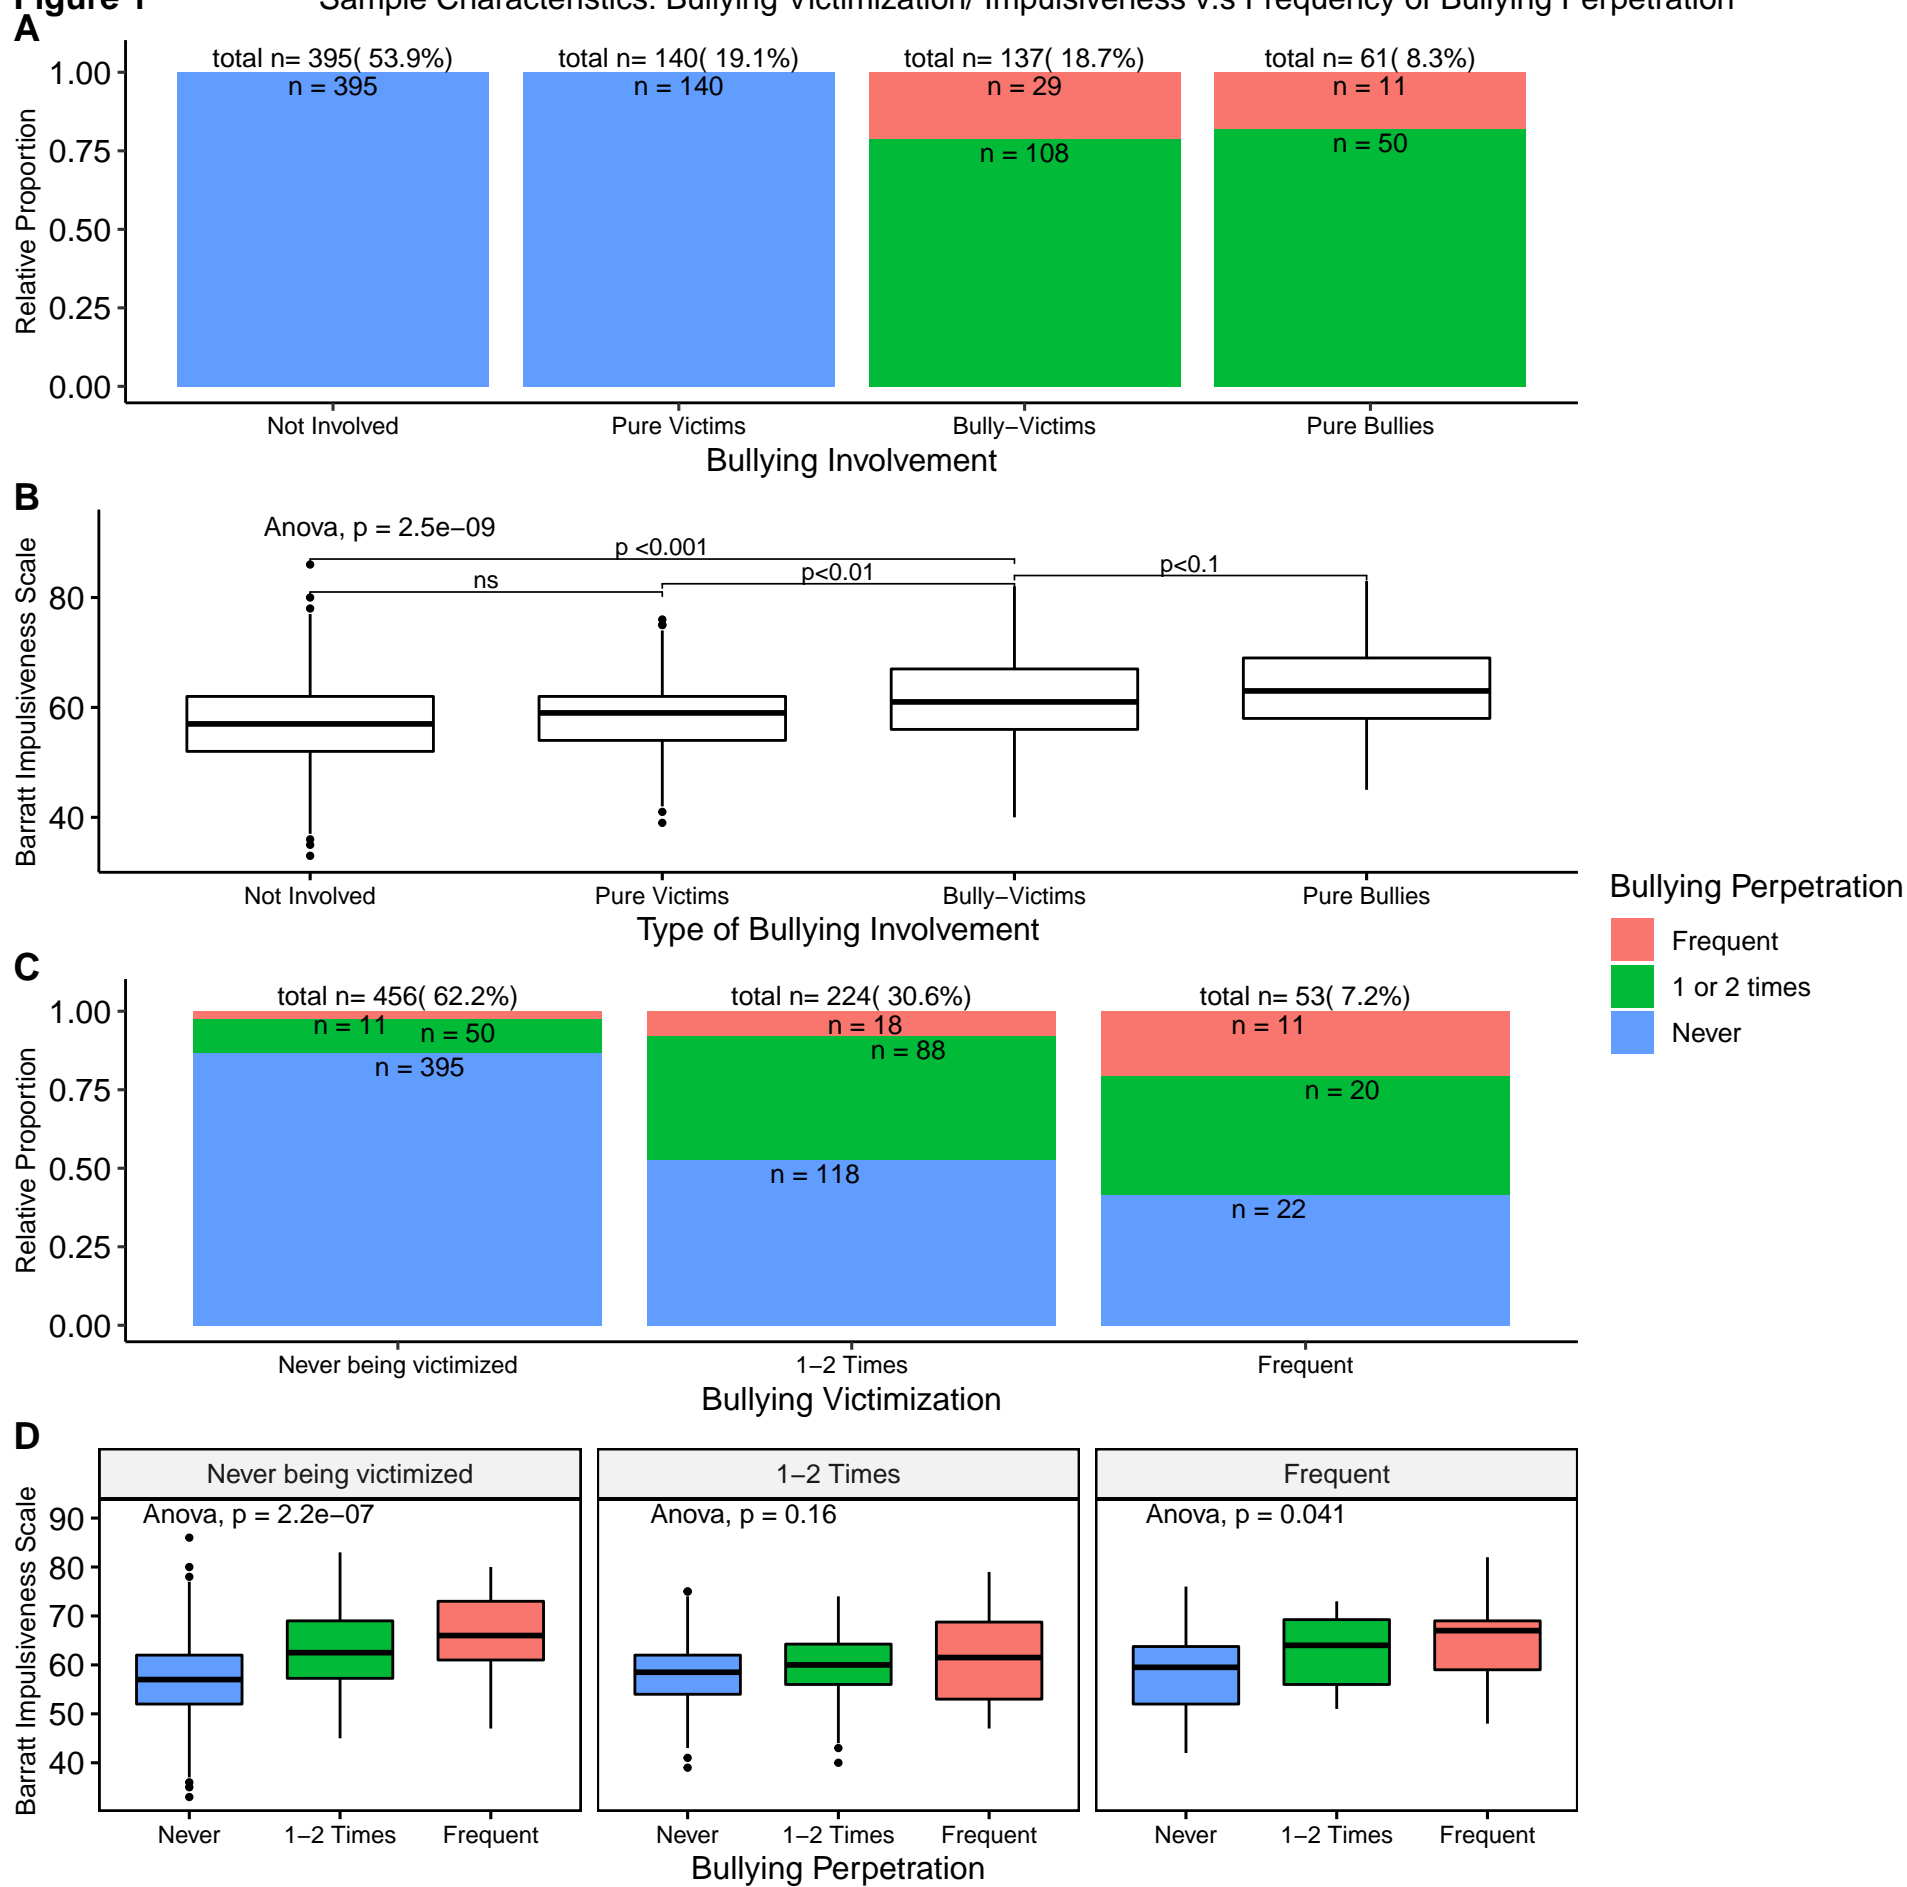 Figure 1 Sample Characteristics: Bullying Victimization/ Impulsiveness v.s Frequency of Bullying Perpetration
A
total n= 395( 53.9%) total n= 140( 19.1%) total n= 137( 18.7%) total n= 61( 8.3%)
1.00 n = 395 n = 140 n = 29 n = 11
0.75 n = 108 n = 50
0.50
0.25
0.00
Relative Proportion
Not Involved Pure Victims Bully−Victims Pure Bullies
Bullying Involvement
B
Anova, p = 2.5e−09
p <0.001
ns p<0.01 p<0.1
80
60
40
Barratt Impulsiveness Scale
Not Involved Pure Victims Bully−Victims Pure Bullies
Type of Bullying Involvement
Bullying Perpetration
Frequent
1 or 2 times
Never
C
total n= 456( 62.2%) total n= 224( 30.6%) total n= 53( 7.2%)
1.00 n = 11 n = 50 n = 18 n = 11
n = 395 n = 88
0.75 n = 20
0.50 n = 118
n = 22
0.25
0.00
Relative Proportion
Never being victimized 1−2 Times Frequent
Bullying Victimization
D
Never being victimized 1−2 Times Frequent
Anova, p = 2.2e−07 Anova, p = 0.16 Anova, p = 0.041
90
80
70
60
50
40
Barratt Impulsiveness Scale
Never 1−2 Times Frequent Never 1−2 Times Frequent Never 1−2 Times Frequent
Bullying Perpetration